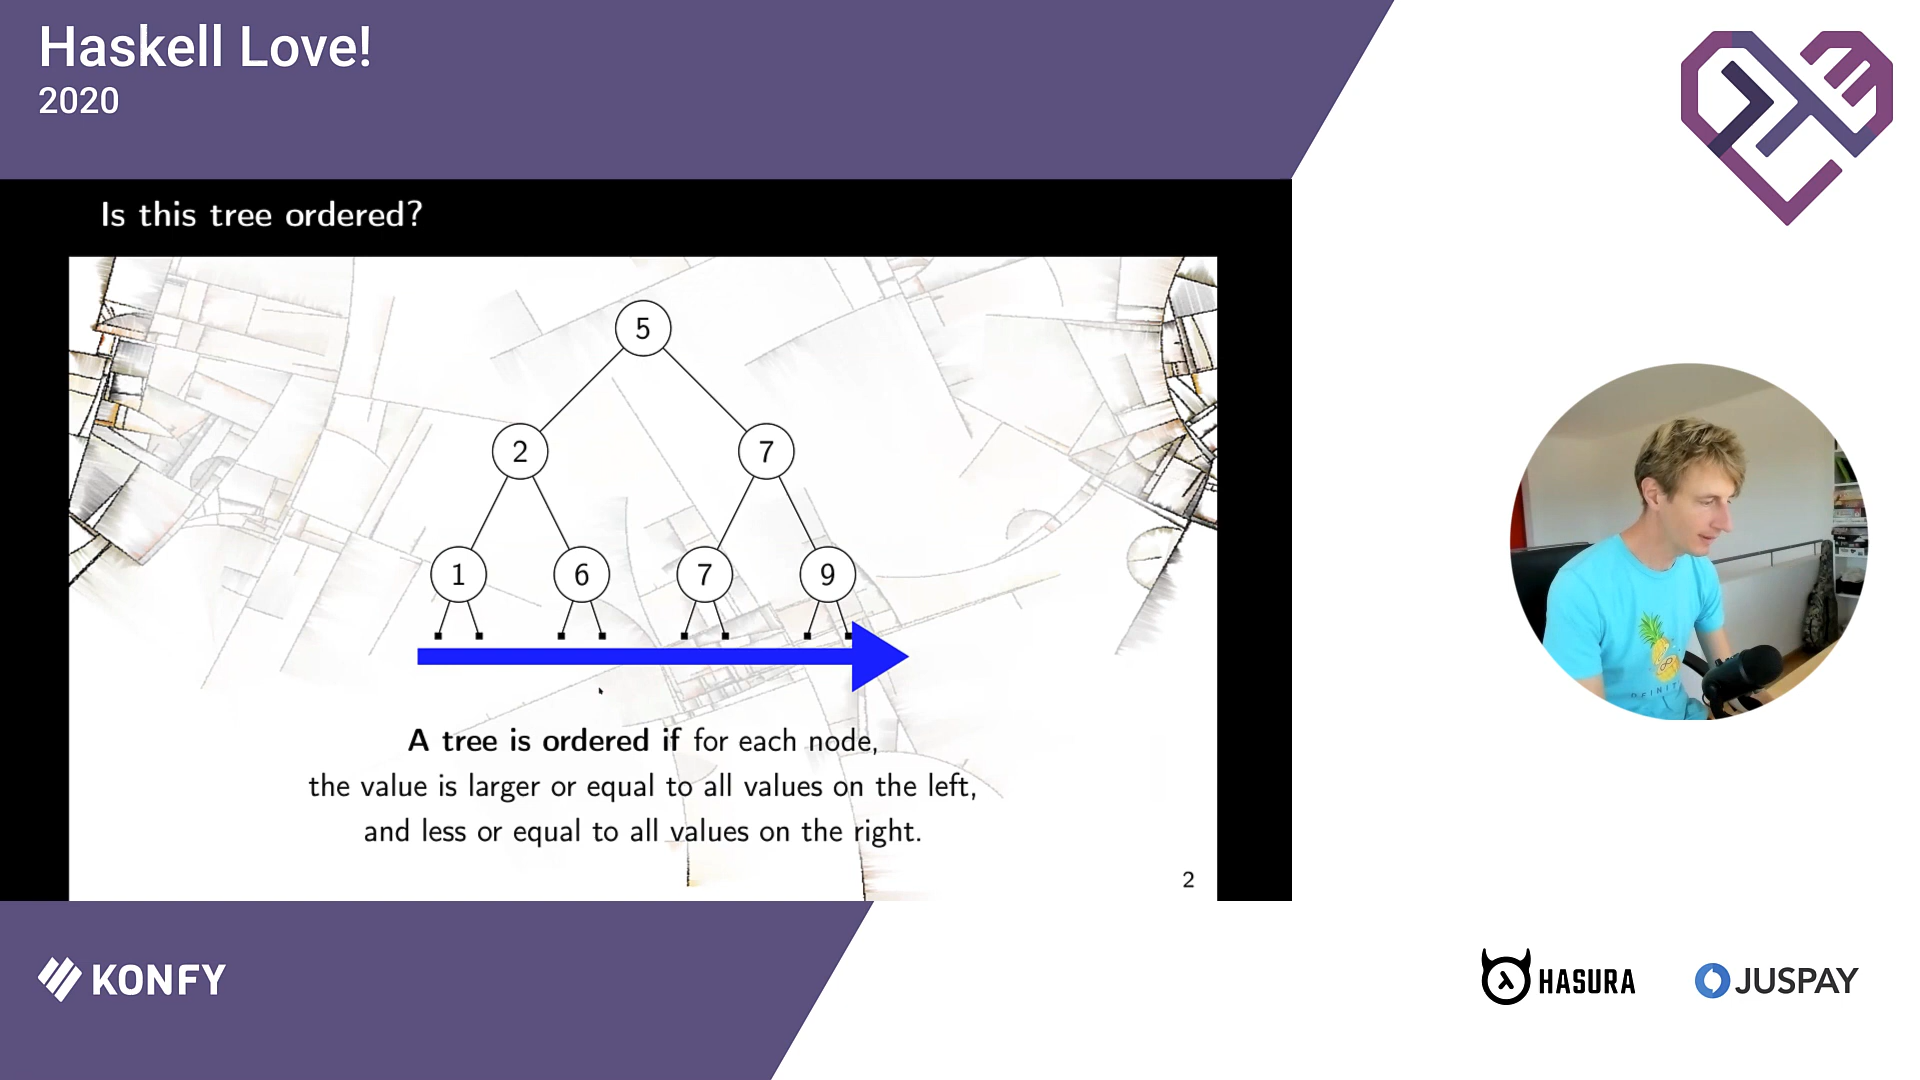 Haskell Love!
2020
Is this tree ordered?
5
2 7
1 6 7 9
A tree is ordered if for each node,
the value is larger or equal to all values on the left,
and less or equal to all values on the right.
2
KONFY
HASURA
JUSPAY